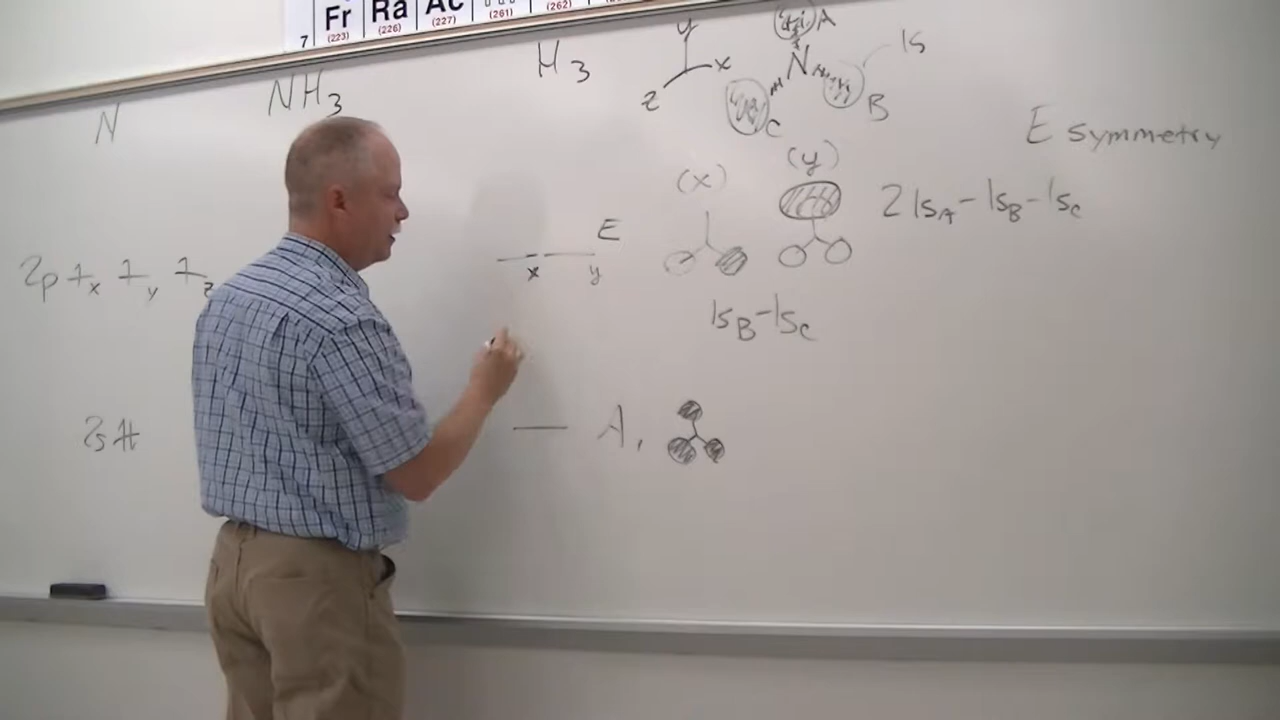 7 Fr Ra Ac
(223) (226) (227) (261) (262)
N NH3 H3
y x z
A N B C 1s
E symmetry
(x) (y)
2 1sA - 1sB - 1sC
E
x y
1sB - 1sC
2p x y z
2s
A1